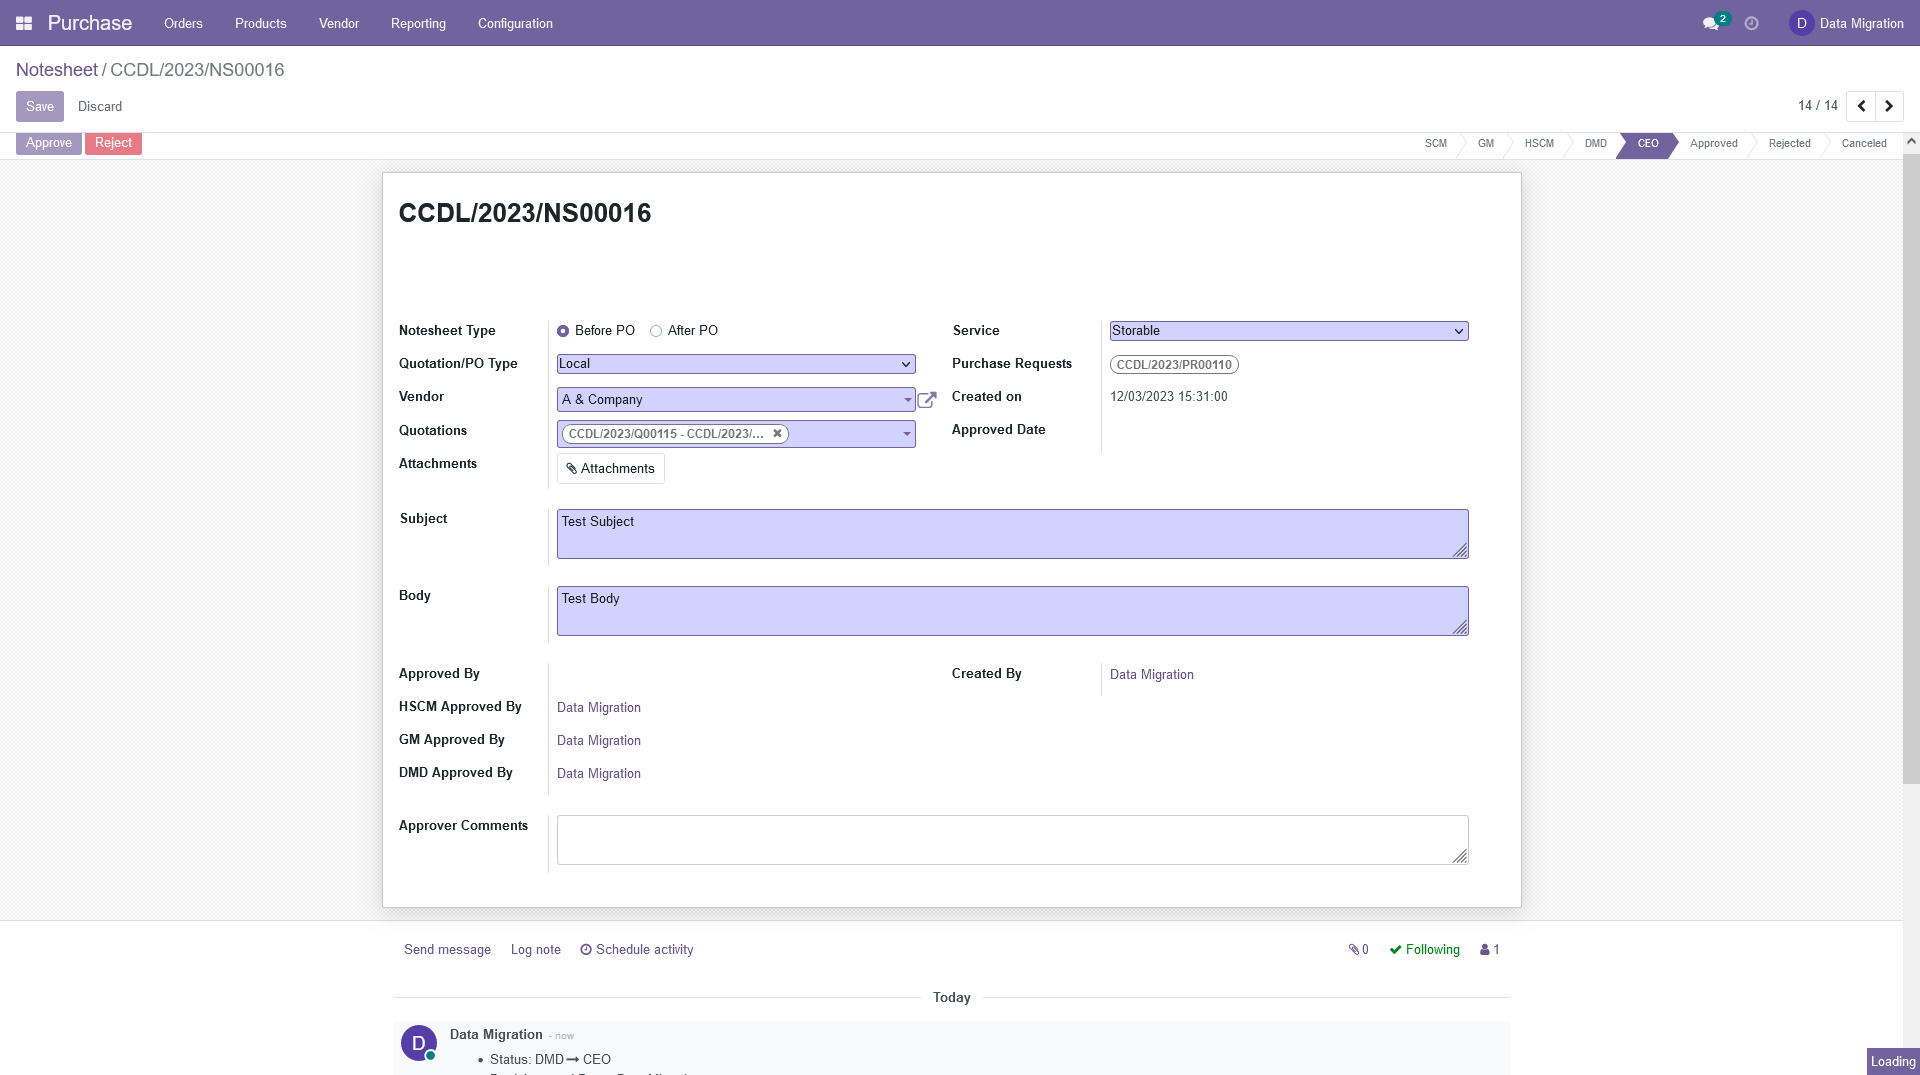 Purchase Orders Products Vendor Reporting Configuration 2 D Data Migration
Notesheet / CCDL/2023/NS00016
Save Discard 14 / 14
Approve Reject SCM GM HSCM DMD CEO Approved Rejected Canceled
CCDL/2023/NS00016
Notesheet Type Before PO After PO Service Storable
Quotation/PO Type Local Purchase Requests CCDL/2023/PR00110
Vendor A & Company Created on 12/03/2023 15:31:00
Quotations CCDL/2023/Q00115 - CCDL/2023/... Approved Date
Attachments Attachments
Subject Test Subject
Body Test Body
Approved By Created By Data Migration
HSCM Approved By Data Migration
GM Approved By Data Migration
DMD Approved By Data Migration
Approver Comments
Send message Log note Schedule activity 0 Following 1
Today
D Data Migration - now
• Status: DMD → CEO
Loading